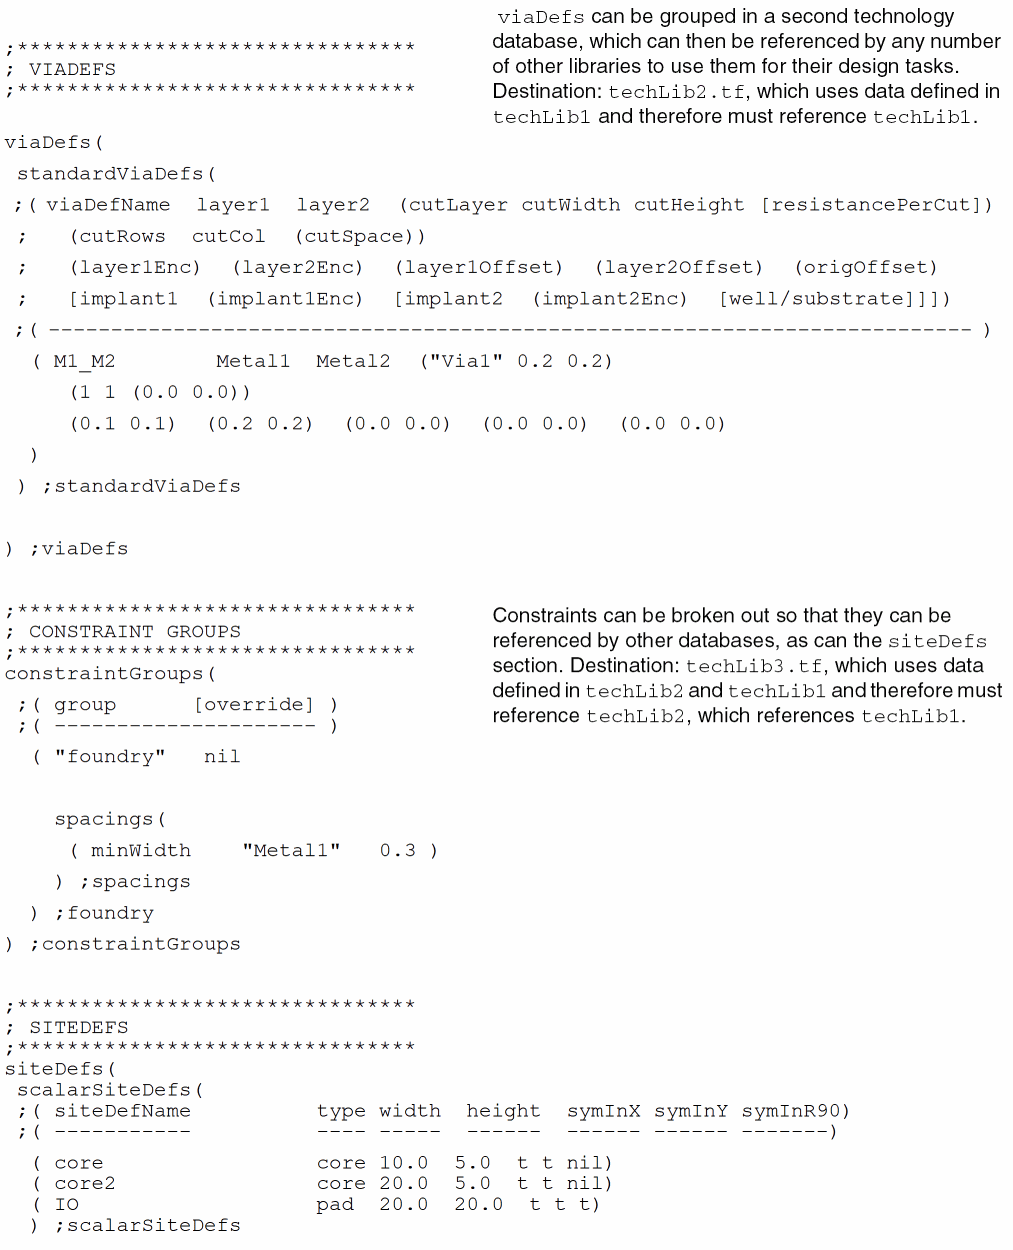 viaDefs can be grouped in a second technology
database, which can then be referenced by any number
of other libraries to use them for their design tasks.
Destination: techLib2.tf, which uses data defined in
techLib1 and therefore must reference techLib1.
;********************************
; VIADEFS
;********************************
viaDefs(
standardViaDefs(
;( viaDefName layer1 layer2 (cutLayer cutWidth cutHeight [resistancePerCut])
; (cutRows cutCol (cutSpace))
; (layer1Enc) (layer2Enc) (layer1Offset) (layer2Offset) (origOffset)
; [implant1 (implant1Enc) [implant2 (implant2Enc) [well/substrate]]])
;( -------------------------------------------------------------------------- )
( M1_M2 Metal1 Metal2 ("Via1" 0.2 0.2)
(1 1 (0.0 0.0))
(0.1 0.1) (0.2 0.2) (0.0 0.0) (0.0 0.0) (0.0 0.0)
)
) ;standardViaDefs
) ;viaDefs
;********************************
; CONSTRAINT GROUPS
;********************************
constraintGroups(
;( group [override] )
;( --------------------- )
( "foundry" nil
spacings(
( minWidth "Metal1" 0.3 )
) ;spacings
) ;foundry
) ;constraintGroups
Constraints can be broken out so that they can be
referenced by other databases, as can the siteDefs
section. Destination: techLib3.tf, which uses data
defined in techLib2 and techLib1 and therefore must
reference techLib2, which references techLib1.
;********************************
; SITEDEFS
;********************************
siteDefs(
scalarSiteDefs(
;( siteDefName type width height symInX symInY symInR90)
;( ----------- ---- ----- ------ ------ ------ -------)
( core core 10.0 5.0 t t nil)
( core2 core 20.0 5.0 t t nil)
( IO pad 20.0 20.0 t t t)
) ;scalarSiteDefs